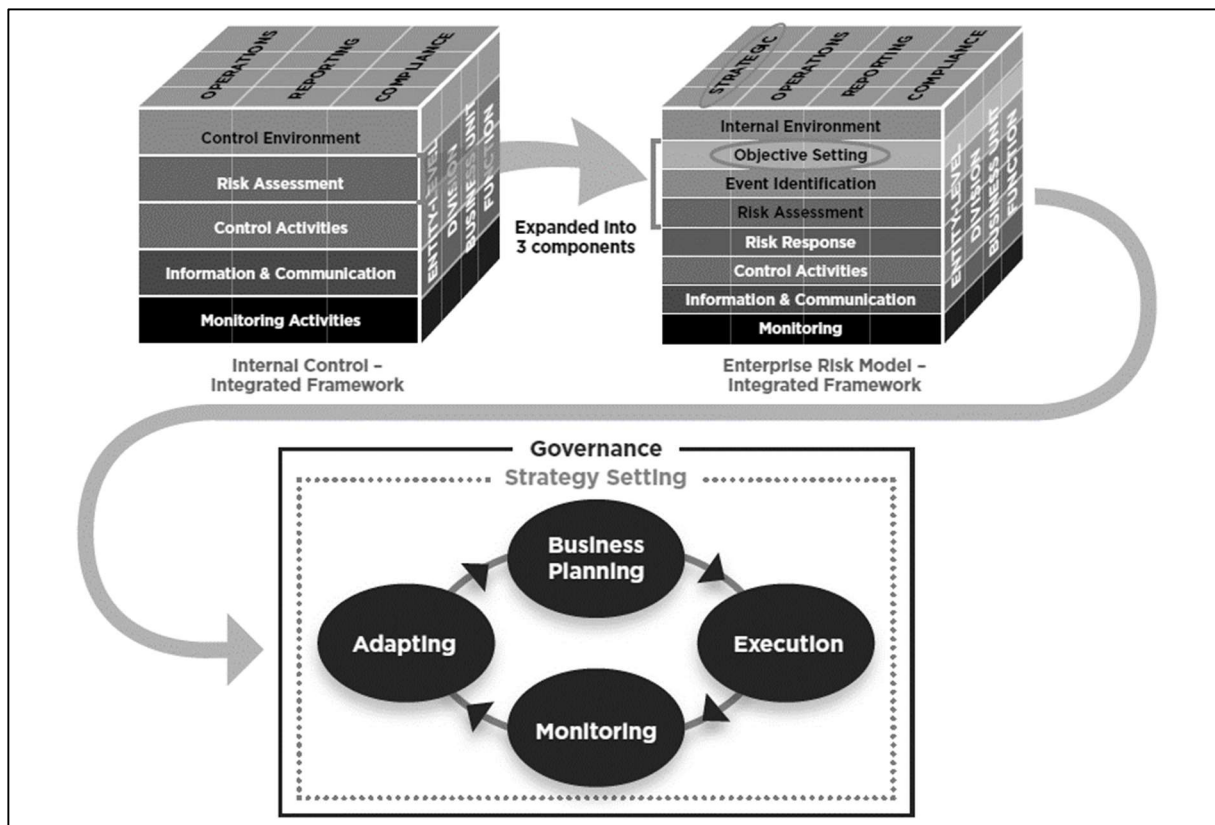 OPERATIONS
REPORTING
COMPLIANCE
Control Environment
Risk Assessment
Control Activities
Information & Communication
Monitoring Activities
ENTITY-LEVEL
DIVISION
BUSINESS UNIT
FUNCTION
Internal Control –
Integrated Framework
Expanded Into
3 components
STRATEGIC
OPERATIONS
REPORTING
COMPLIANCE
Internal Environment
Objective Setting
Event Identification
Risk Assessment
Risk Response
Control Activities
Information & Communication
Monitoring
ENTITY-LEVEL
DIVISION
BUSINESS UNIT
FUNCTION
Enterprise Risk Model –
Integrated Framework
Governance
Strategy Setting
Business
Planning
Adapting
Execution
Monitoring